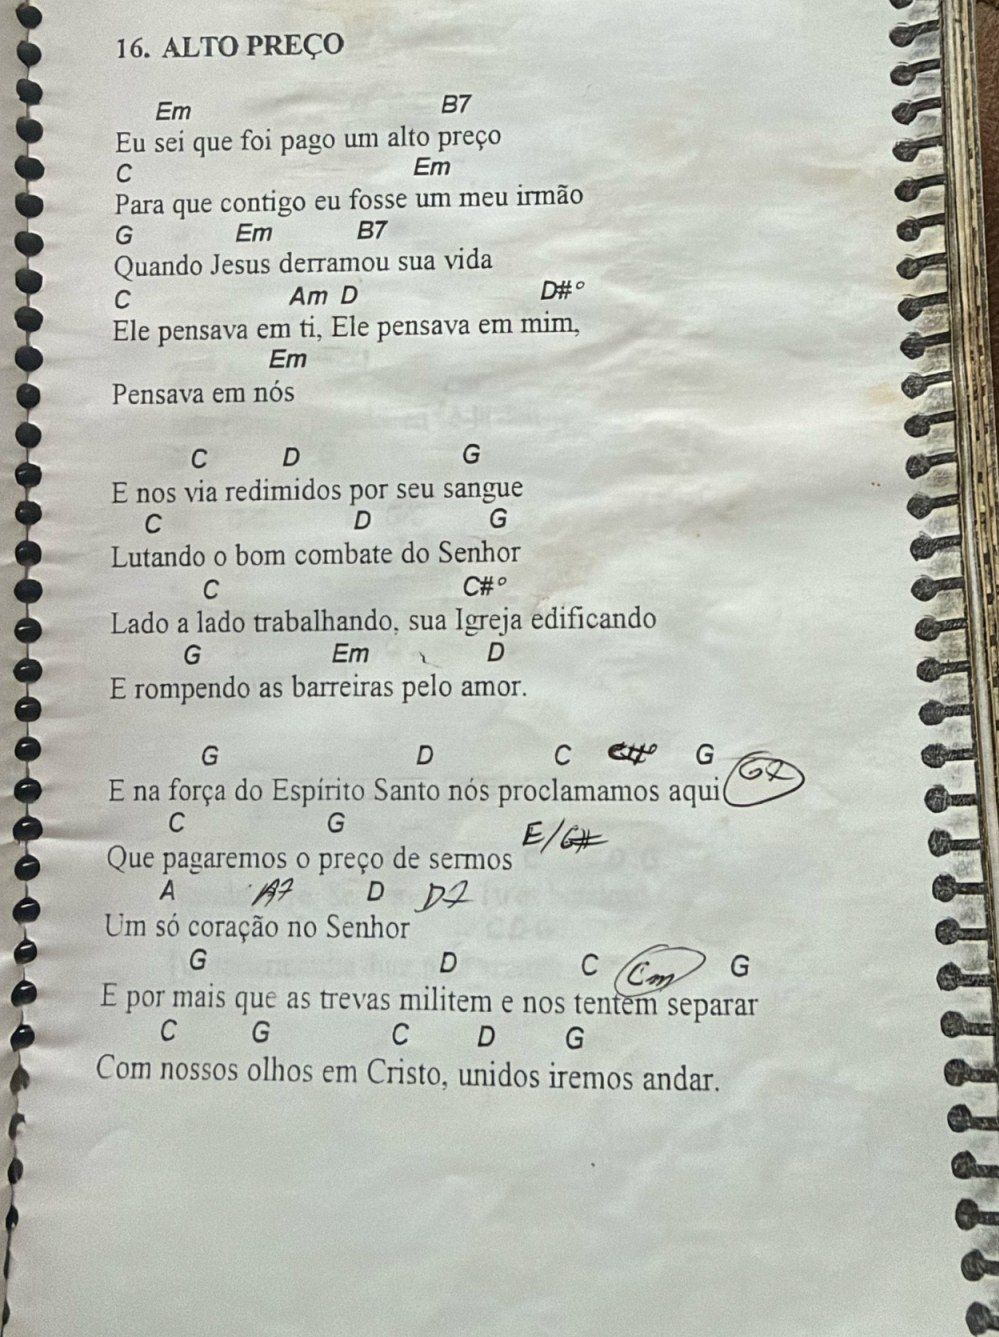 16. ALTO PREÇO
Em B7
Eu sei que foi pago um alto preço
C Em
Para que contigo eu fosse um meu irmão
G Em B7
Quando Jesus derramou sua vida
C Am D D#°
Ele pensava em ti, Ele pensava em mim,
Em
Pensava em nós
C D G
E nos via redimidos por seu sangue
C D G
Lutando o bom combate do Senhor
C C#°
Lado a lado trabalhando, sua Igreja edificando
G Em D
E rompendo as barreiras pelo amor.
G D C G G7
E na força do Espírito Santo nós proclamamos aqui
C G E/G#
Que pagaremos o preço de sermos
A A7 D D7
Um só coração no Senhor
G D C Cm G
E por mais que as trevas militem e nos tentem separar
C G C D G
Com nossos olhos em Cristo, unidos iremos andar.